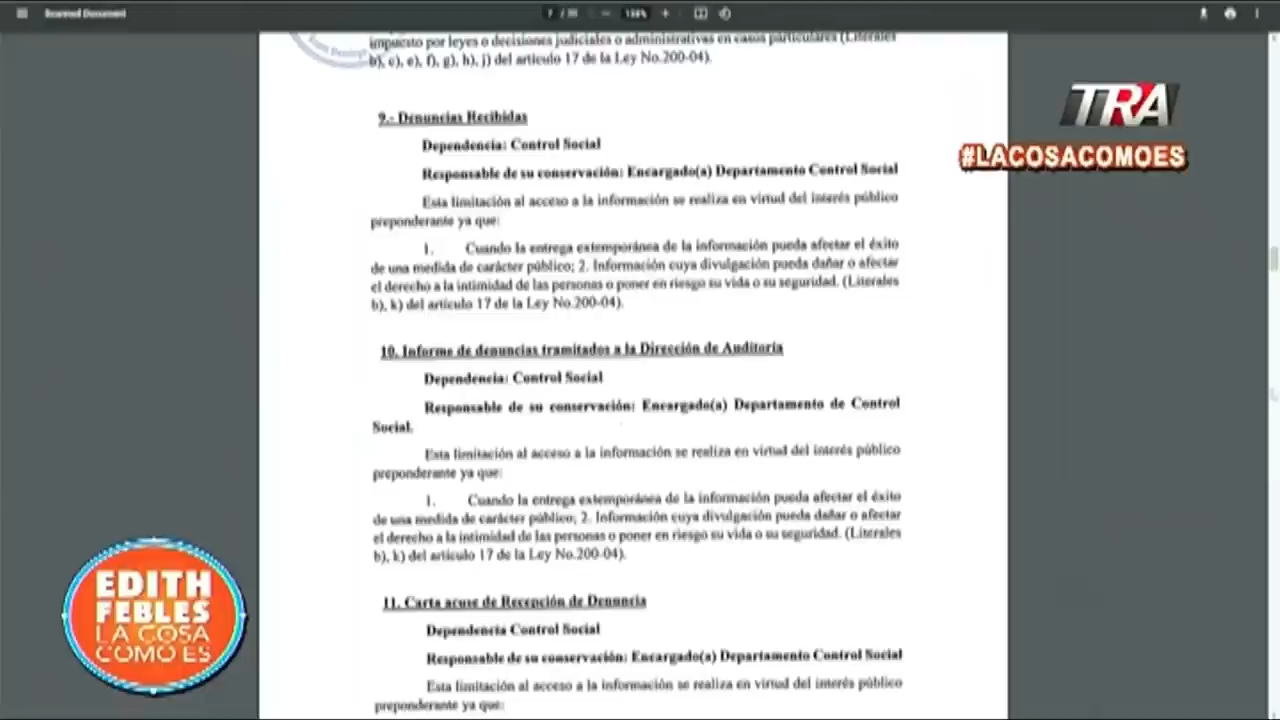 Scanned Document
7
138%
impuesto por leyes o decisiones judiciales o administrativas en casos particulares (Literales
b), c), e), f), g), h), j) del artículo 17 de la Ley No.200-04).
TRA
#LACOSACOMOES
9.- Denuncias Recibidas
Dependencia: Control Social
Responsable de su conservación: Encargado(a) Departamento Control Social
Esta limitación al acceso a la información se realiza en virtud del interés público
preponderante ya que:
1. Cuando la entrega extemporánea de la información pueda afectar el éxito
de una medida de carácter público; 2. Información cuya divulgación pueda dañar o afectar
el derecho a la intimidad de las personas o poner en riesgo su vida o su seguridad. (Literales
b), k) del artículo 17 de la Ley No.200-04).
10. Informe de denuncias tramitados a la Dirección de Auditoría
Dependencia: Control Social
Responsable de su conservación: Encargado(a) Departamento de Control
Social.
Esta limitación al acceso a la información se realiza en virtud del interés público
preponderante ya que:
1. Cuando la entrega extemporánea de la información pueda afectar el éxito
de una medida de carácter público; 2. Información cuya divulgación pueda dañar o afectar
el derecho a la intimidad de las personas o poner en riesgo su vida o su seguridad. (Literales
b), k) del artículo 17 de la Ley No.200-04).
11. Carta acuse de Recepción de Denuncia
Dependencia Control Social
Responsable de su conservación: Encargado(a) Departamento Control Social
Esta limitación al acceso a la información se realiza en virtud del interés público
preponderante ya que:
EDITH
FEBLES
LA COSA
COMO ES